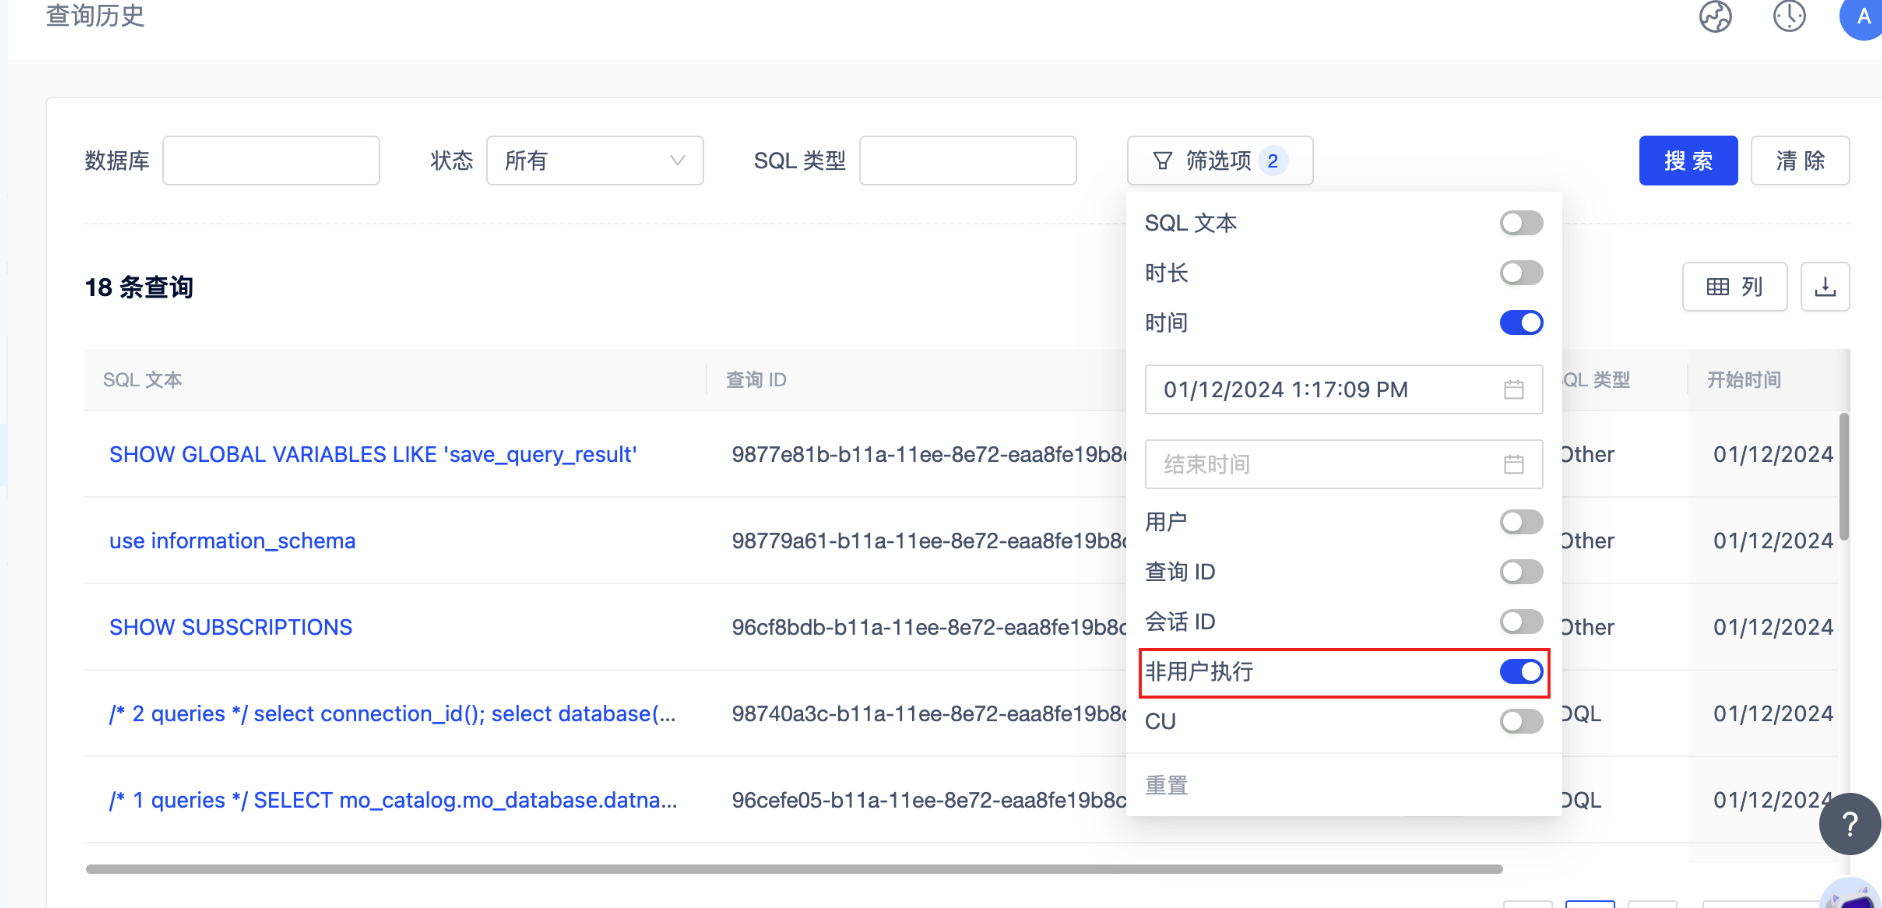 查询历史
A
数据库
状态 所有
SQL 类型
筛选项 2
搜 索
清 除
SQL 文本
时长
时间
01/12/2024 1:17:09 PM
结束时间
用户
查询 ID
会话 ID
非用户执行
CU
重置
18 条查询
列
SQL 文本 查询 ID QL 类型 开始时间
SHOW GLOBAL VARIABLES LIKE 'save_query_result' 9877e81b-b11a-11ee-8e72-eaa8fe19b8c Other 01/12/2024
use information_schema 98779a61-b11a-11ee-8e72-eaa8fe19b8c Other 01/12/2024
SHOW SUBSCRIPTIONS 96cf8bdb-b11a-11ee-8e72-eaa8fe19b8c Other 01/12/2024
/* 2 queries */ select connection_id(); select database(... 98740a3c-b11a-11ee-8e72-eaa8fe19b8c DQL 01/12/2024
/* 1 queries */ SELECT mo_catalog.mo_database.datna... 96cefe05-b11a-11ee-8e72-eaa8fe19b8c DQL 01/12/2024
?